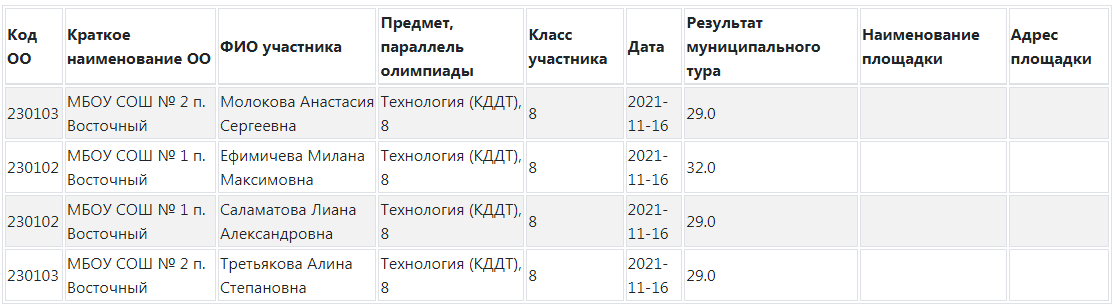 Код ОО
Краткое наименование ОО
ФИО участника
Предмет, параллель олимпиады
Класс участника
Дата
Результат муниципального тура
Наименование площадки
Адрес площадки
230103
МБОУ СОШ № 2 п. Восточный
Молокова Анастасия Сергеевна
Технология (КДДТ), 8
8
2021-11-16
29.0
230102
МБОУ СОШ № 1 п. Восточный
Ефимичева Милана Максимовна
Технология (КДДТ), 8
8
2021-11-16
32.0
230102
МБОУ СОШ № 1 п. Восточный
Саламатова Лиана Александровна
Технология (КДДТ), 8
8
2021-11-16
29.0
230103
МБОУ СОШ № 2 п. Восточный
Третьякова Алина Степановна
Технология (КДДТ), 8
8
2021-11-16
29.0